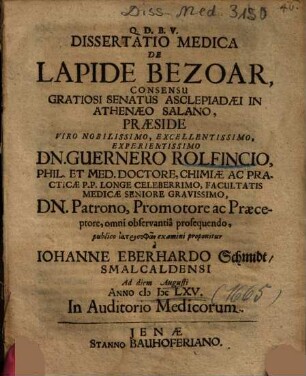 Diss. Med. 3150
Q. D. B. V.
DISSERTATIO MEDICA
DE
LAPIDE BEZOAR,
CONSENSU
GRATIOSI SENATUS ASCLEPIADÆI IN
ATHENÆO SALANO,
PRÆSIDE
VIRO NOBILISSIMO, EXCELLENTISSIMO,
EXPERIENTISSIMO
DN. GUERNERO ROLFINCIO,
PHIL. ET MED. DOCTORE, CHIMIÆ AC PRA-
CTICÆ P.P. LONGE CELEBERRIMO, FACULTATIS
MEDICÆ SENIORE GRAVISSIMO,
DN. Patrono, Promotore ac Præce-
ptore, omni observantiâ prosequendo,
publico examini proponitur
à
IOHANNE EBERHARDO Schmidt/
SMALCALDENSI
Ad diem Augusti
ANNO cIɔ Iɔc LXV.
(1665)
In Auditorio Medicorum.
JENÆ
STANNO BAUHOFERIANO.